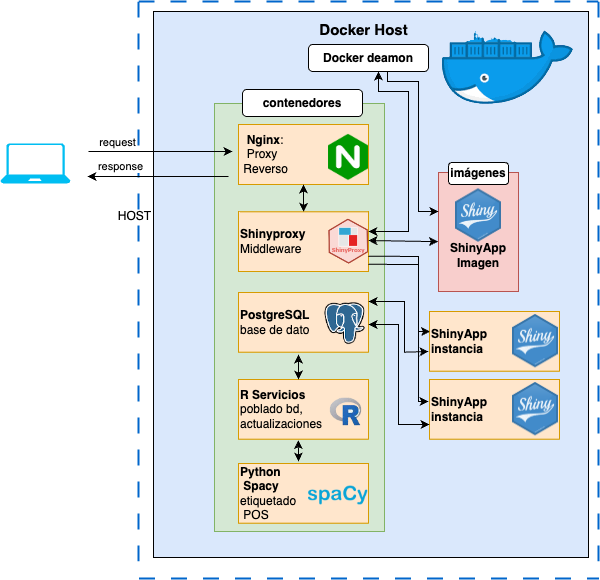 Docker Host
Docker deamon
contenedores
Nginx:
Proxy
Reverso
N
request
response
HOST
imágenes
Shiny
ShinyApp
Imagen
Shinyproxy
Middleware
ShinyProxy
PostgreSQL
base de dato
ShinyApp
instancia
Shiny
R Servicios
poblado bd,
actualizaciones
R
ShinyApp
instancia
Shiny
Python
Spacy
etiquetado
POS
spaCy